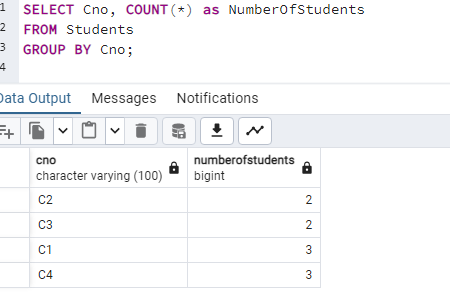 1 SELECT Cno, COUNT(*) as NumberOfStudents
2 FROM Students
3 GROUP BY Cno;
4
Data Output Messages Notifications
cno numberofstudents
character varying (100) bigint
C2 2
C3 2
C1 3
C4 3